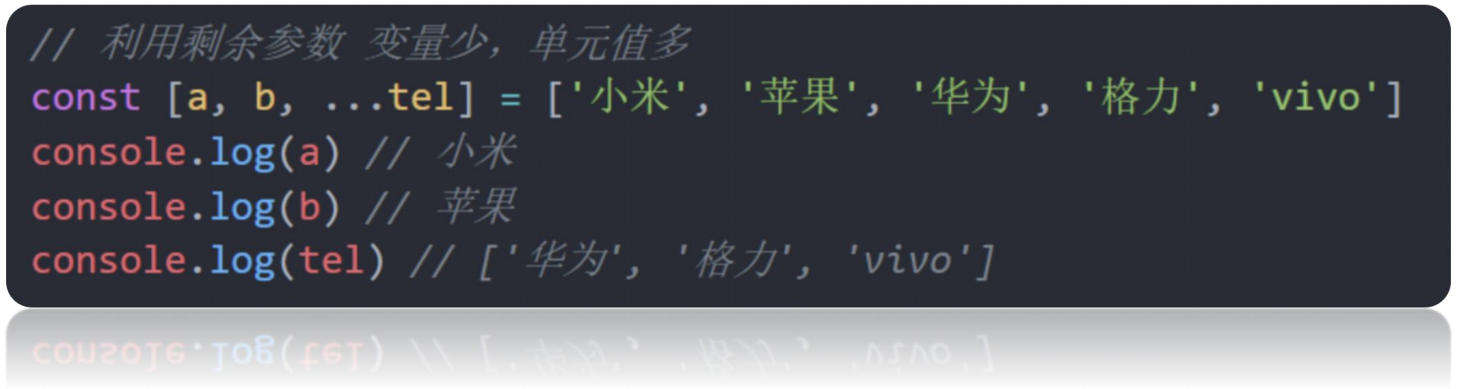 // 利用剩余参数 变量少，单元值多
const [a, b, ...tel] = ['小米', '苹果', '华为', '格力', 'vivo']
console.log(a) // 小米
console.log(b) // 苹果
console.log(tel) // ['华为', '格力', 'vivo']